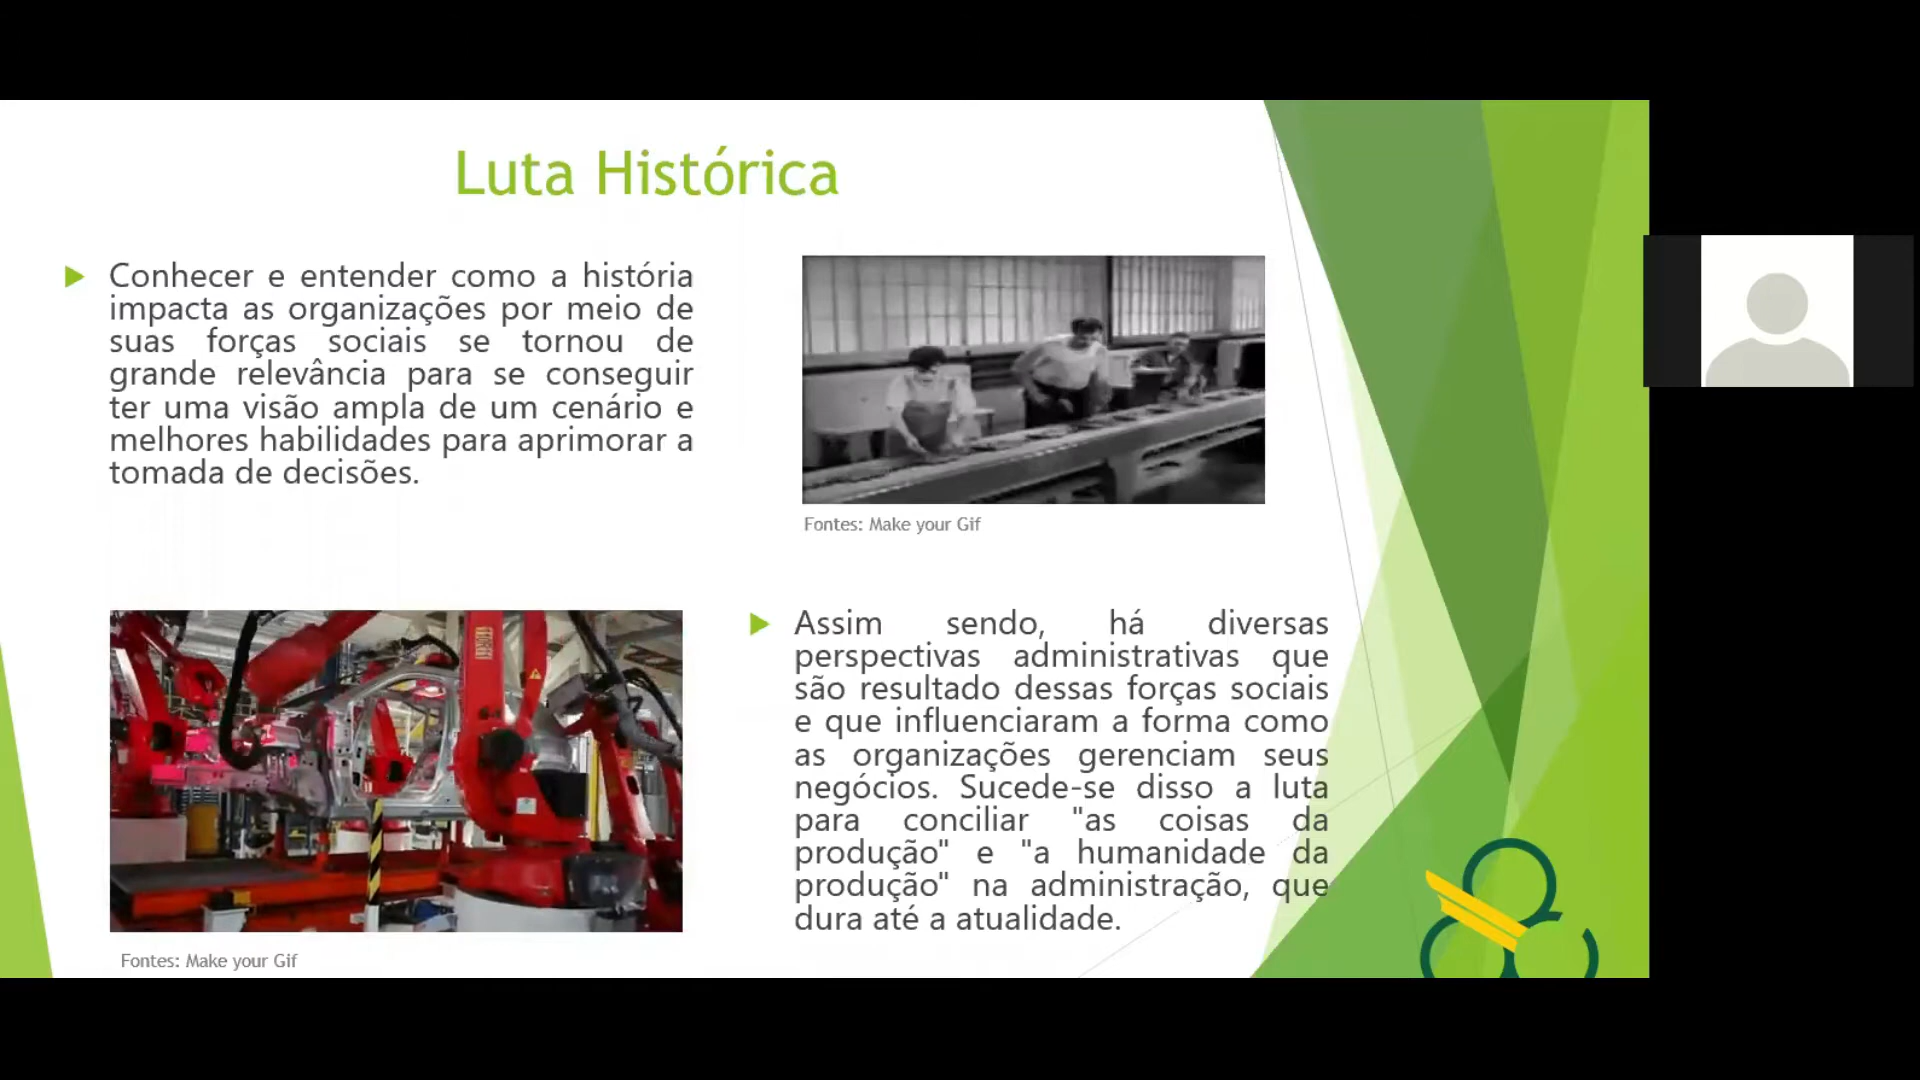 Luta Histórica
Conhecer e entender como a história
impacta as organizações por meio de
suas forças sociais se tornou de
grande relevância para se conseguir
ter uma visão ampla de um cenário e
melhores habilidades para aprimorar a
tomada de decisões.
Fontes: Make your Gif
Assim sendo, há diversas
perspectivas administrativas que
são resultado dessas forças sociais
e que influenciaram a forma como
as organizações gerenciam seus
negócios. Sucede-se disso a luta
para conciliar "as coisas da
produção" e "a humanidade da
produção" na administração, que
dura até a atualidade.
Fontes: Make your Gif